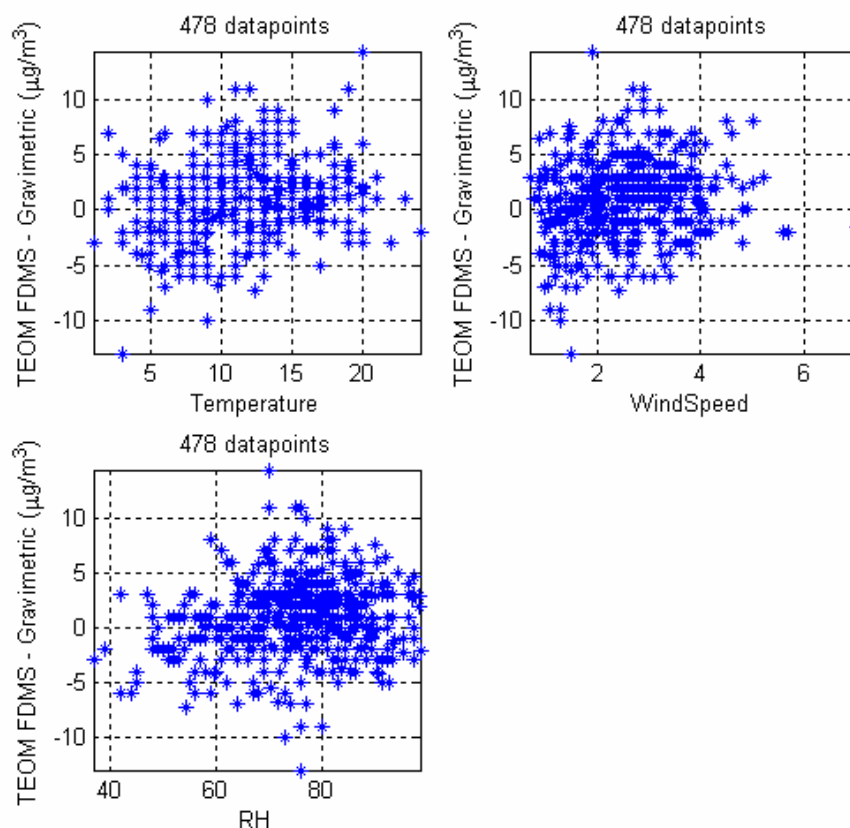 478 datapoints
TEOM FDMS - Gravimetric (µg/m³)
10
5
0
-5
-10
5 10 15 20
Temperature
478 datapoints
TEOM FDMS - Gravimetric (µg/m³)
10
5
0
-5
-10
2 4 6
WindSpeed
478 datapoints
TEOM FDMS - Gravimetric (µg/m³)
10
5
0
-5
-10
40 60 80
RH